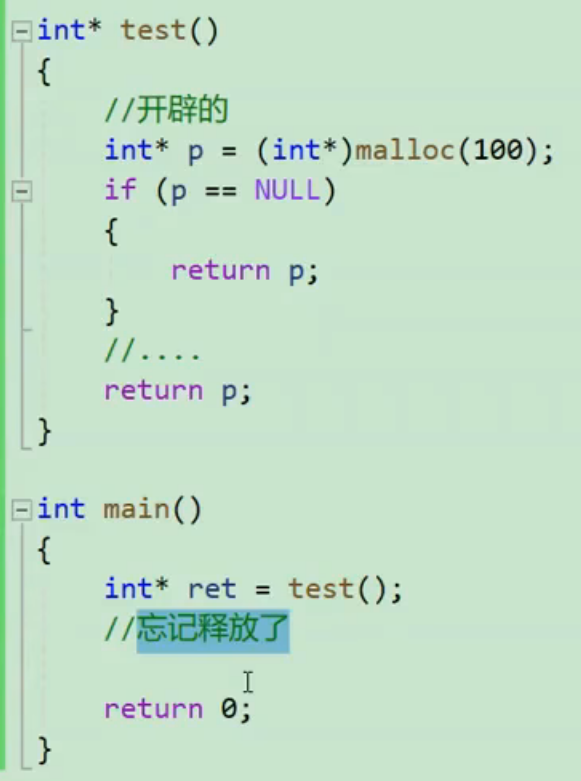 int* test()
{
    //开辟的
    int* p = (int*)malloc(100);
    if (p == NULL)
    {
        return p;
    }
    //....
    return p;
}
int main()
{
    int* ret = test();
    //忘记释放了
    return 0;
}